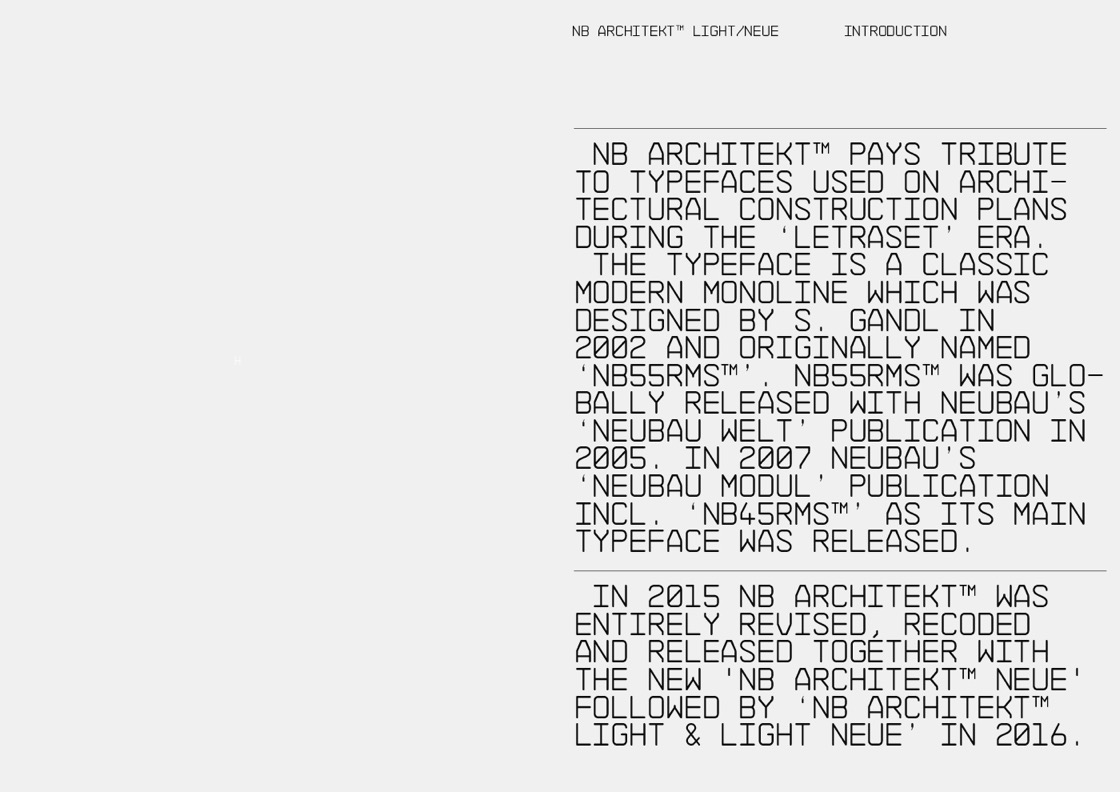 NB ARCHITEKT™ LIGHT/NEUE INTRODUCTION
NB ARCHITEKT™ PAYS TRIBUTE
TO TYPEFACES USED ON ARCHI–
TECTURAL CONSTRUCTION PLANS
DURING THE ‘LETRASET’ ERA.
THE TYPEFACE IS A CLASSIC
MODERN MONOLINE WHICH WAS
DESIGNED BY S. GANDL IN
2002 AND ORIGINALLY NAMED
‘NB55RMS™’. NB55RMS™ WAS GLO–
BALLY RELEASED WITH NEUBAU’S
‘NEUBAU WELT’ PUBLICATION IN
2005. IN 2007 NEUBAU’S
‘NEUBAU MODUL’ PUBLICATION
INCL. ‘NB45RMS™’ AS ITS MAIN
TYPEFACE WAS RELEASED.
IN 2015 NB ARCHITEKT™ WAS
ENTIRELY REVISED, RECODED
AND RELEASED TOGETHER WITH
THE NEW 'NB ARCHITEKT™ NEUE'
FOLLOWED BY ‘NB ARCHITEKT™
LIGHT & LIGHT NEUE’ IN 2016.